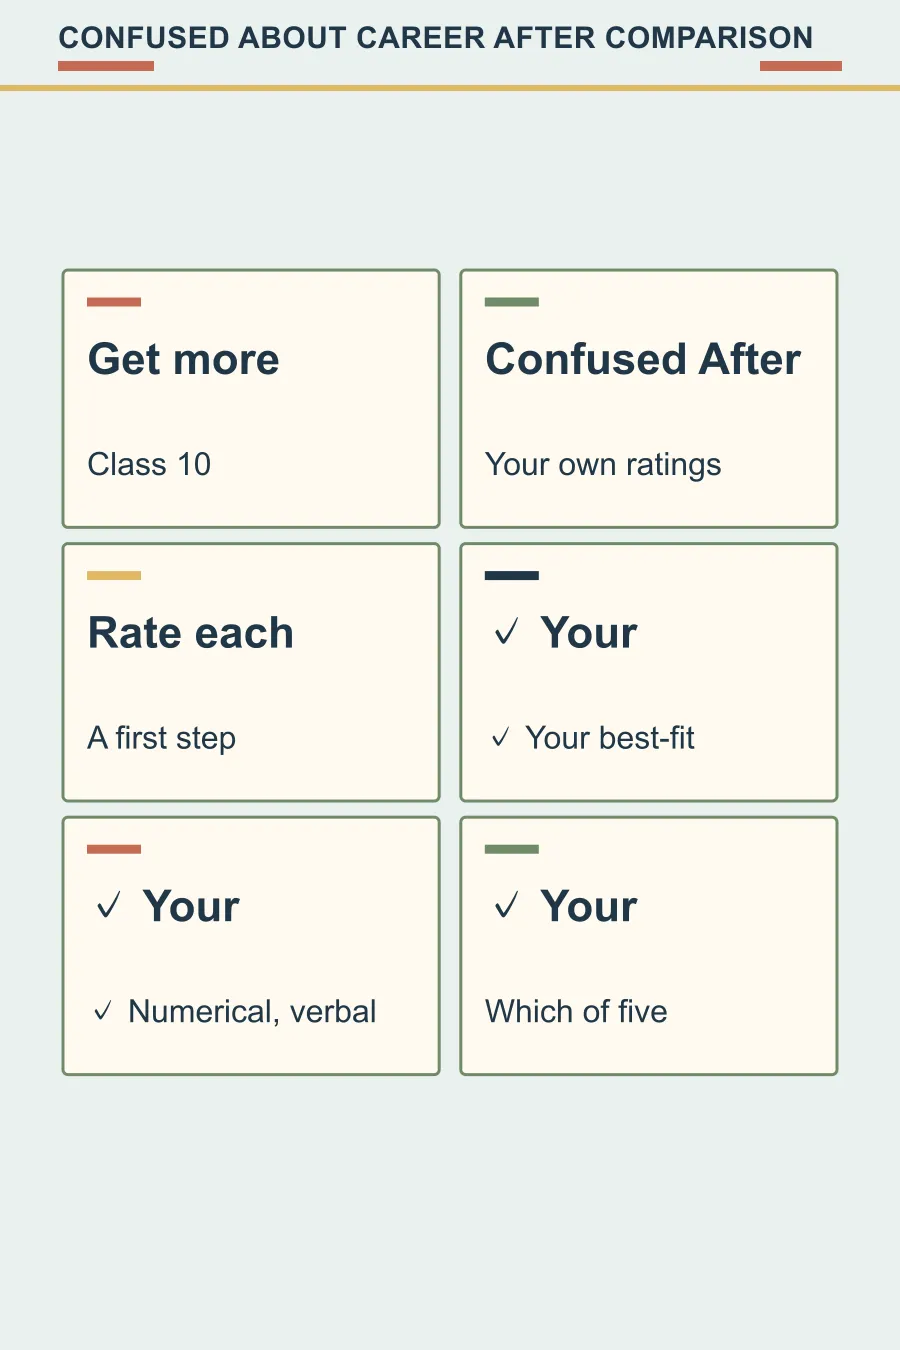 CONFUSED ABOUT CAREER AFTER COMPARISON
Get more
Class 10
Confused After
Your own ratings
Rate each
A first step
✓ Your
✓ Your best-fit
✓ Your
✓ Numerical, verbal
✓ Your
Which of five